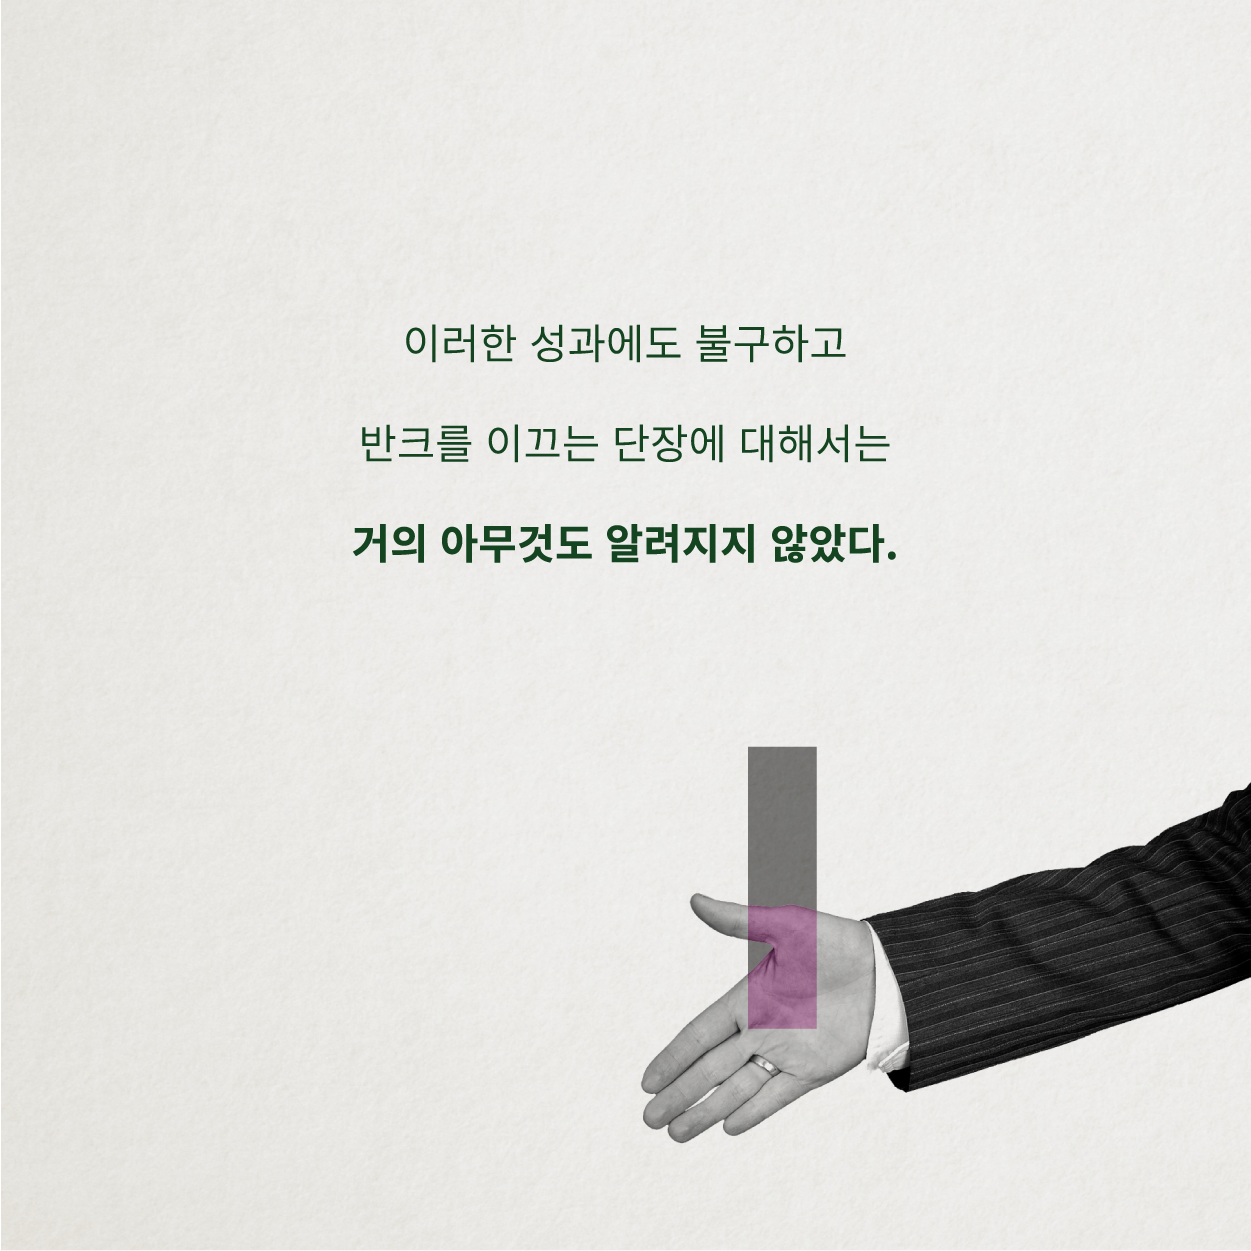 이러한 성과에도 불구하고
반크를 이끄는 단장에 대해서는
거의 아무것도 알려지지 않았다.